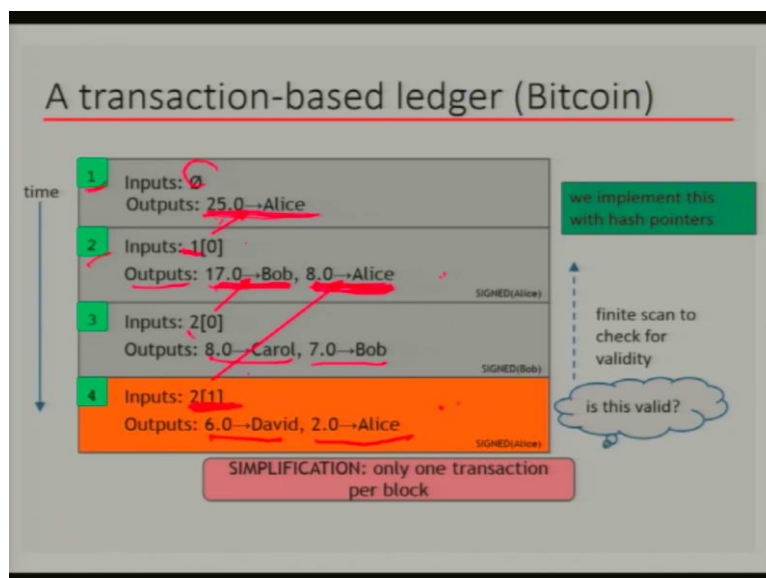 A transaction-based ledger (Bitcoin)
time
1
Inputs: Ø
Outputs: 25.0→Alice
2
Inputs: 1[0]
Outputs: 17.0→Bob, 8.0→Alice
SIGNED(Alice)
3
Inputs: 2[0]
Outputs: 8.0→Carol, 7.0→Bob
SIGNED(Bob)
4
Inputs: 2[1]
Outputs: 6.0→David, 2.0→Alice
SIGNED(Alice)
we implement this
with hash pointers
finite scan to
check for
validity
is this valid?
SIMPLIFICATION: only one transaction
per block